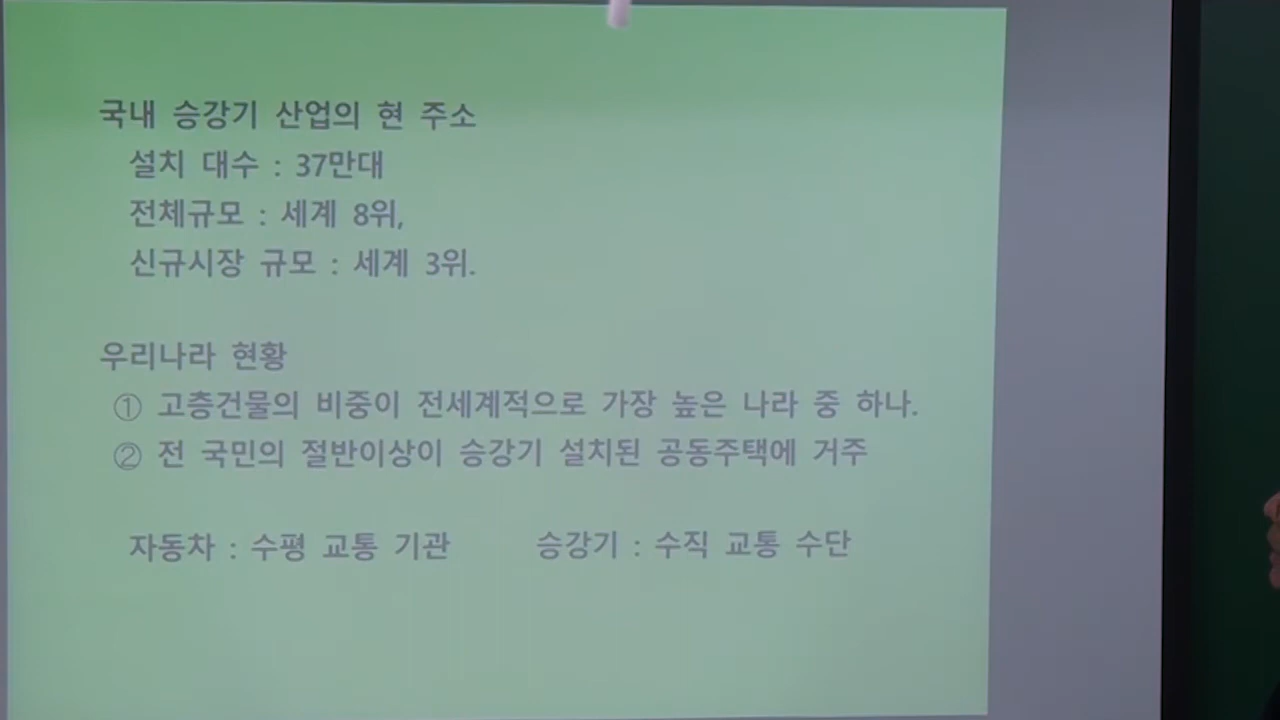 국내 승강기 산업의 현 주소
설치 대수 : 37만대
전체규모 : 세계 8위,
신규시장 규모 : 세계 3위.
우리나라 현황
① 고층건물의 비중이 전세계적으로 가장 높은 나라 중 하나.
② 전 국민의 절반이상이 승강기 설치된 공동주택에 거주
자동차 : 수평 교통 기관 승강기 : 수직 교통 수단